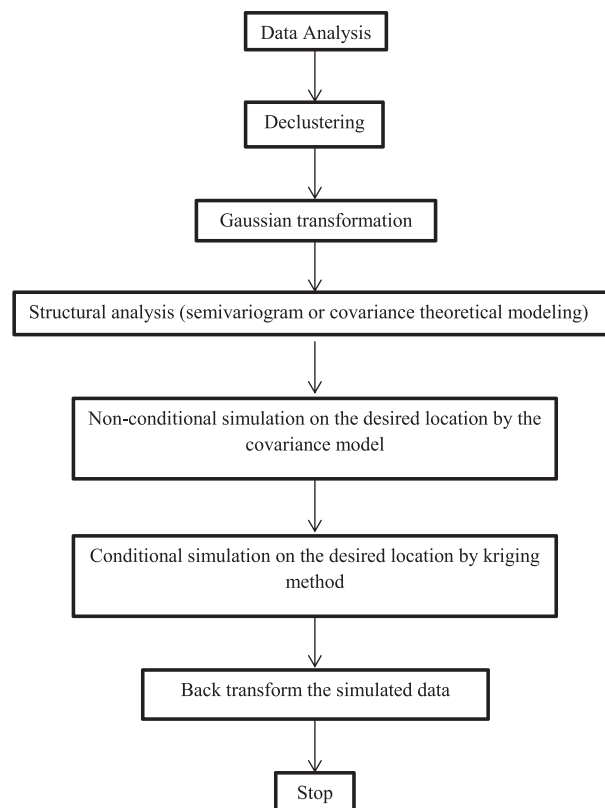 Data Analysis
Declustering
Gaussian transformation
Structural analysis (semivariogram or covariance theoretical modeling)
Non-conditional simulation on the desired location by the
covariance model
Conditional simulation on the desired location by kriging
method
Back transform the simulated data
Stop